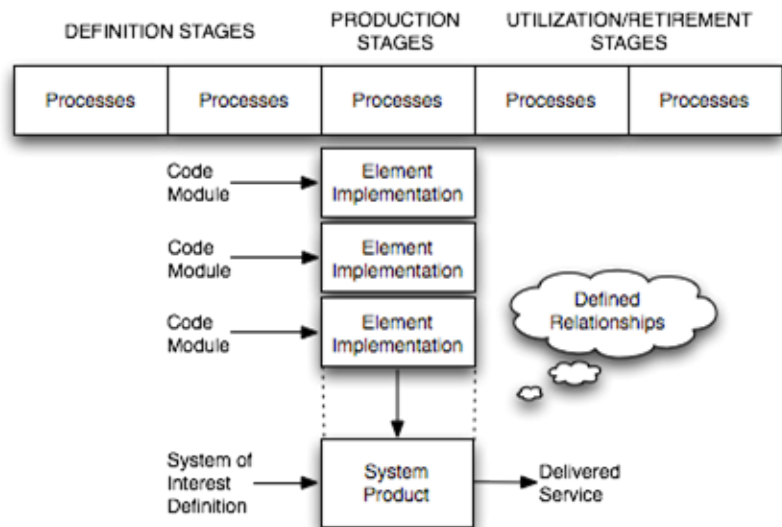 DEFINITION STAGES
PRODUCTION
STAGES
UTILIZATION/RETIREMENT
STAGES
Processes
Processes
Processes
Processes
Processes
Code
Module
Element
Implementation
Code
Module
Element
Implementation
Code
Module
Element
Implementation
Defined
Relationships
System of
Interest
Definition
System
Product
Delivered
Service